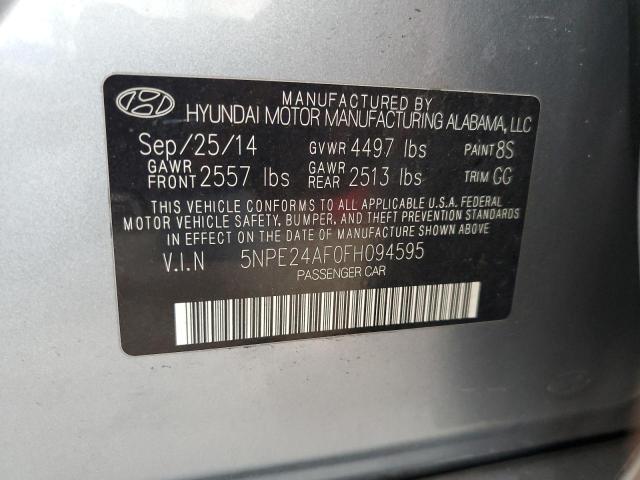 MANUFACTURED BY
HYUNDAI MOTOR MANUFACTURING ALABAMA, LLC
Sep/25/14 GVWR 4497 lbs PAINT 8S
GAWR FRONT 2557 lbs GAWR REAR 2513 lbs TRIM GG
THIS VEHICLE CONFORMS TO ALL APPLICABLE U.S.A. FEDERAL
MOTOR VEHICLE SAFETY, BUMPER, AND THEFT PREVENTION STANDARDS
IN EFFECT ON THE DATE OF MANUFACTURE SHOWN ABOVE
V.I.N 5NPE24AF0FH094595
PASSENGER CAR